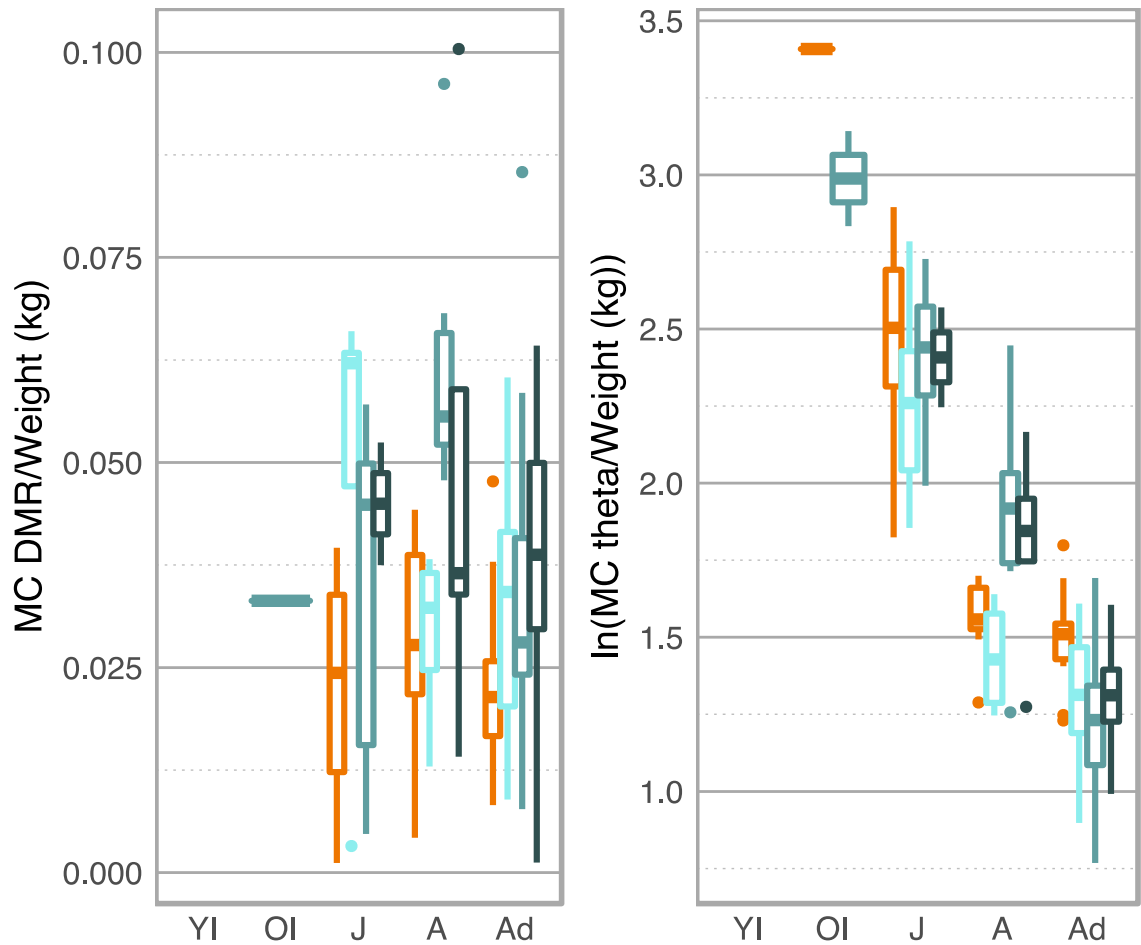 MC DMR/Weight (kg)
0.100
0.075
0.050
0.025
0.000
YI OI J A Ad
ln(MC theta/Weight (kg))
3.5
3.0
2.5
2.0
1.5
1.0
YI OI J A Ad